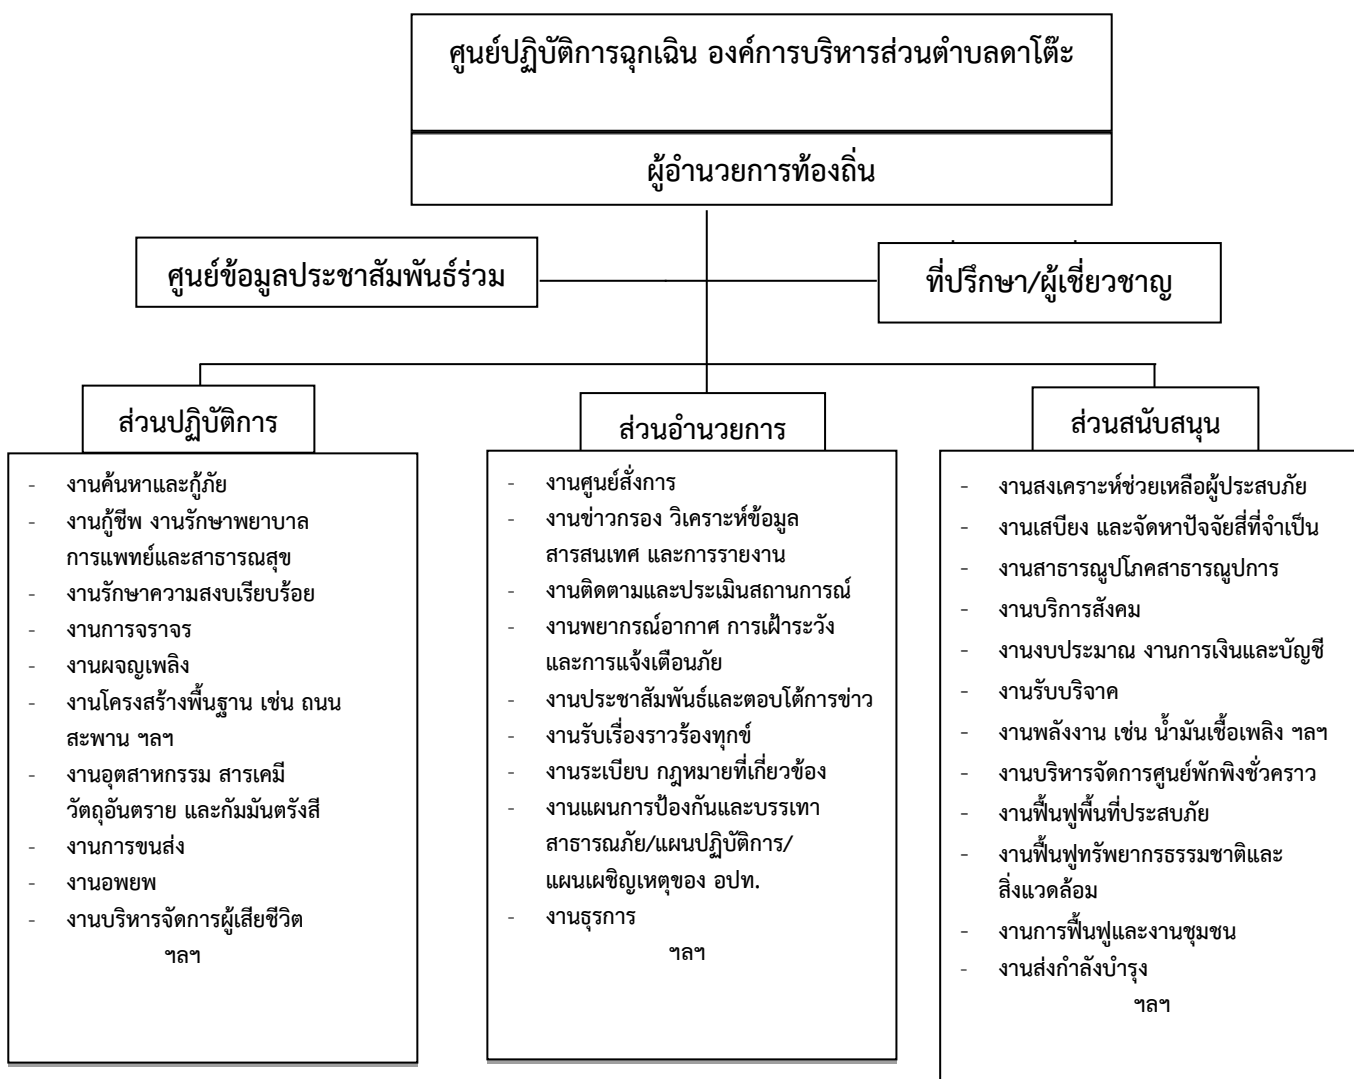 ศูนย์ปฏิบัติการฉุกเฉิน องค์การบริหารส่วนตำบลดาโต๊ะ
ผู้อำนวยการท้องถิ่น
ศูนย์ข้อมูลประชาสัมพันธ์ร่วม
ที่ปรึกษา/ผู้เชี่ยวชาญ
ส่วนปฏิบัติการ
- งานค้นหาและกู้ภัย
- งานกู้ชีพ งานรักษาพยาบาล
การแพทย์และสาธารณสุข
- งานรักษาความสงบเรียบร้อย
- งานการจราจร
- งานผจญเพลิง
- งานโครงสร้างพื้นฐาน เช่น ถนน
สะพาน ฯลฯ
- งานอุตสาหกรรม สารเคมี
วัตถุอันตราย และกัมมันตรังสี
- งานการขนส่ง
- งานอพยพ
- งานบริหารจัดการผู้เสียชีวิต
ฯลฯ
ส่วนอำนวยการ
- งานศูนย์สั่งการ
- งานข่าวกรอง วิเคราะห์ข้อมูล
สารสนเทศ และการรายงาน
- งานติดตามและประเมินสถานการณ์
- งานพยากรณ์อากาศ การเฝ้าระวัง
และการแจ้งเตือนภัย
- งานประชาสัมพันธ์และตอบโต้การข่าว
- งานรับเรื่องราวร้องทุกข์
- งานระเบียบ กฎหมายที่เกี่ยวข้อง
- งานแผนการป้องกันและบรรเทา
สาธารณภัย/แผนปฏิบัติการ/
แผนเผชิญเหตุของ อปท.
- งานธุรการ
ฯลฯ
ส่วนสนับสนุน
- งานสงเคราะห์ช่วยเหลือผู้ประสบภัย
- งานเสบียง และจัดหาปัจจัยสี่ที่จำเป็น
- งานสาธารณูปโภคสาธารณูปการ
- งานบริการสังคม
- งานงบประมาณ งานการเงินและบัญชี
- งานรับบริจาค
- งานพลังงาน เช่น น้ำมันเชื้อเพลิง ฯลฯ
- งานบริหารจัดการศูนย์พักพิงชั่วคราว
- งานฟื้นฟูพื้นที่ประสบภัย
- งานฟื้นฟูทรัพยากรธรรมชาติและ
สิ่งแวดล้อม
- งานการฟื้นฟูและงานชุมชน
- งานส่งกำลังบำรุง
ฯลฯ